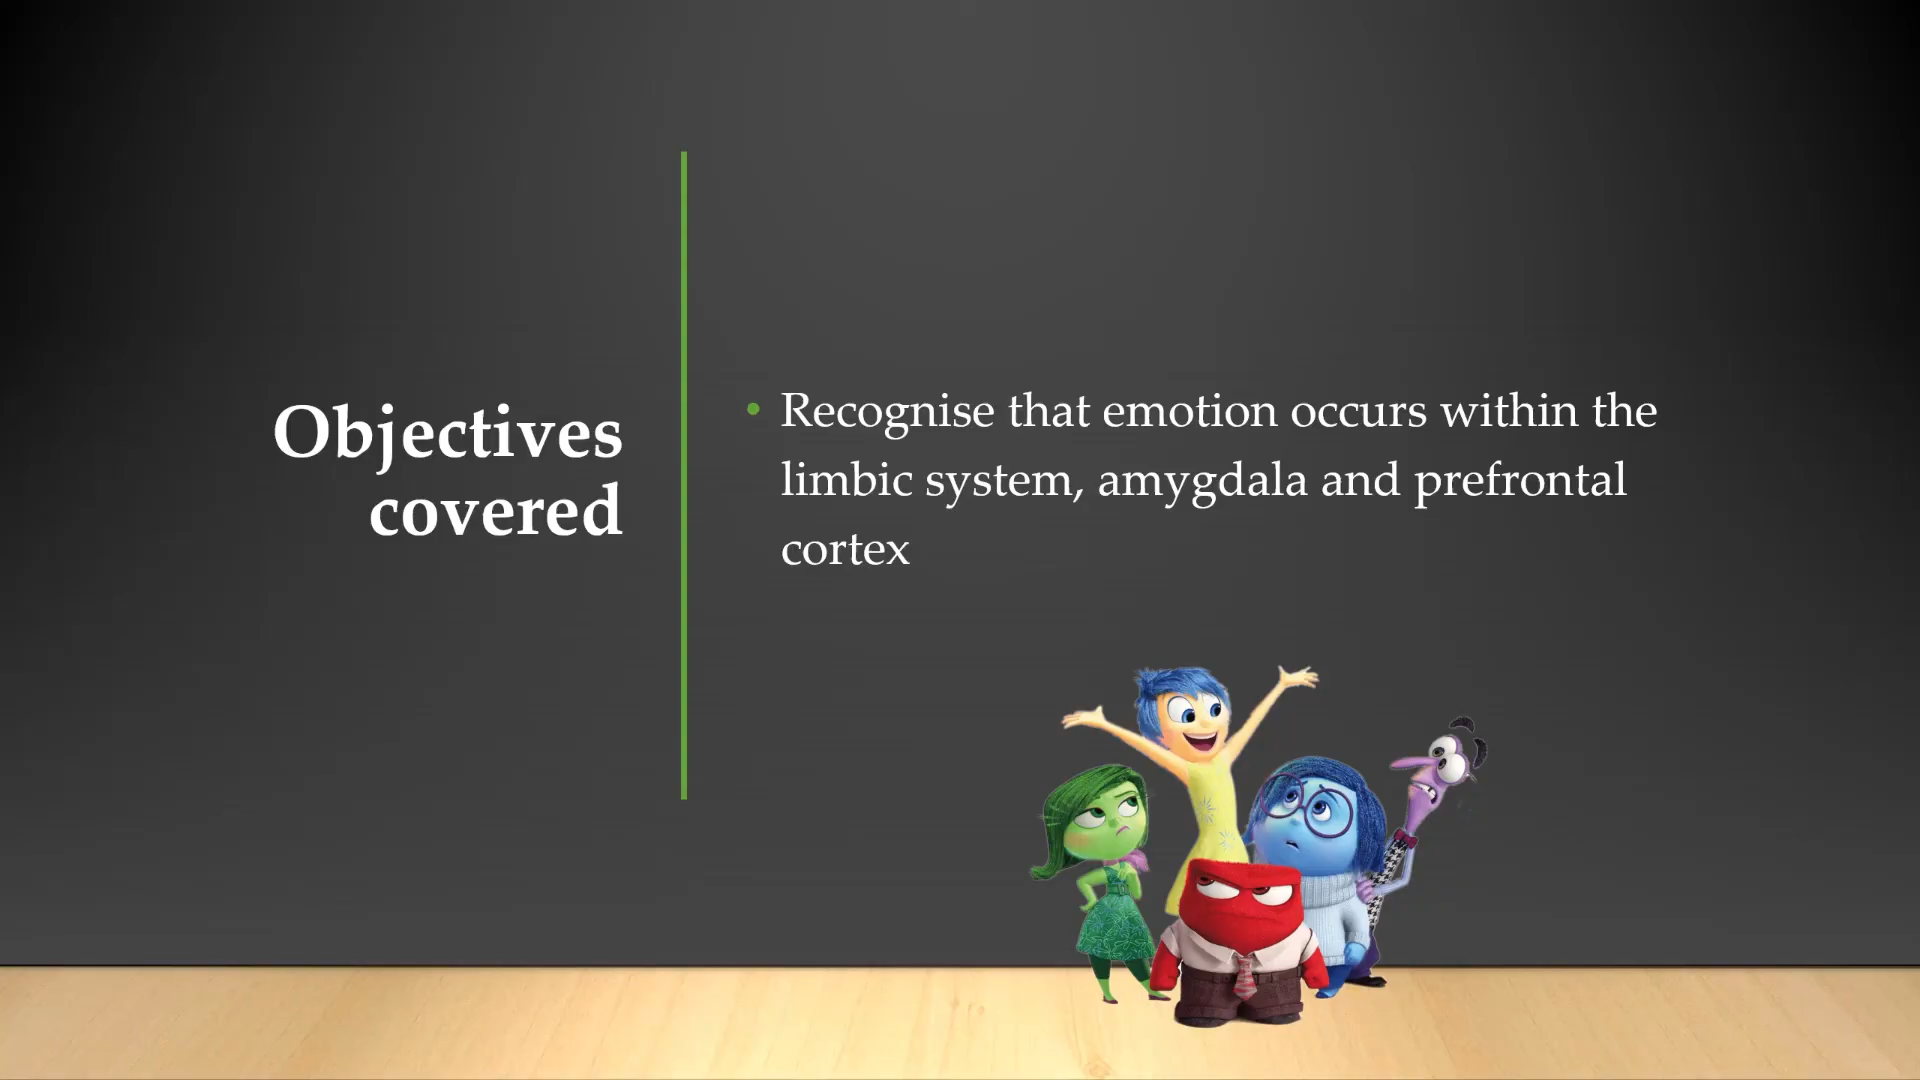 Objectives
covered
• Recognise that emotion occurs within the
limbic system, amygdala and prefrontal
cortex